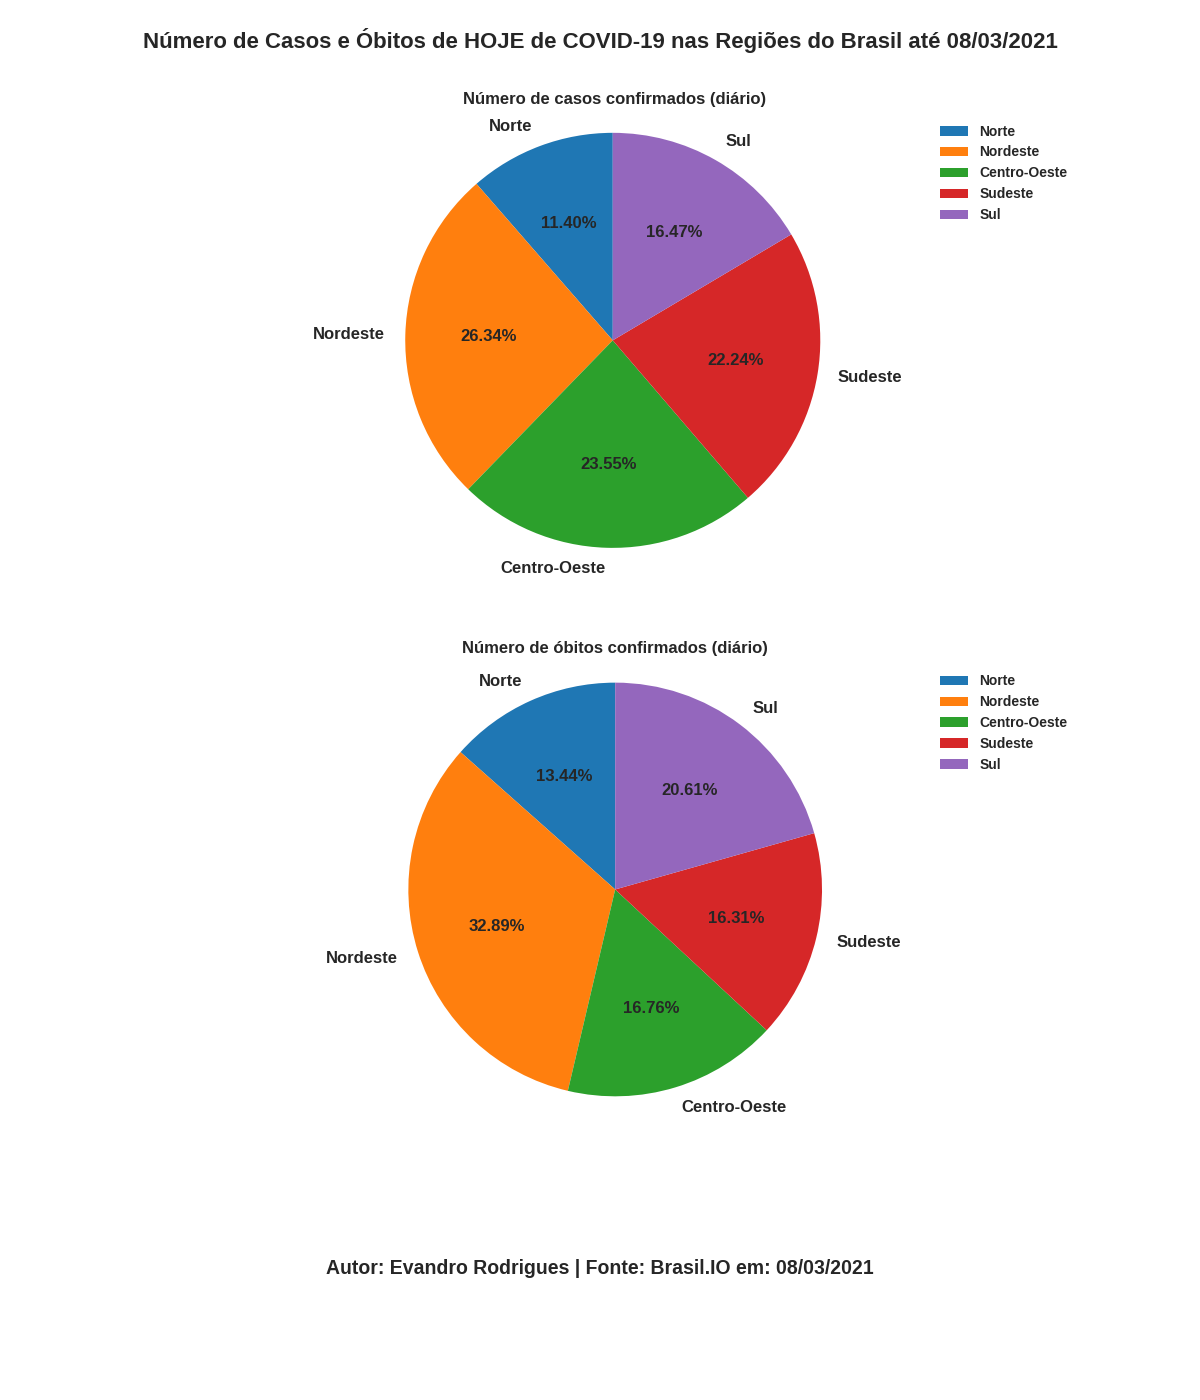 Número de Casos e Óbitos de HOJE de COVID-19 nas Regiões do Brasil até 08/03/2021
Número de casos confirmados (diário)
Norte
Sul
Nordeste
Sudeste
Centro-Oeste
11.40%
16.47%
26.34%
22.24%
23.55%
Norte
Nordeste
Centro-Oeste
Sudeste
Sul
Número de óbitos confirmados (diário)
Norte
Sul
Nordeste
Sudeste
Centro-Oeste
13.44%
20.61%
32.89%
16.31%
16.76%
Norte
Nordeste
Centro-Oeste
Sudeste
Sul
Autor: Evandro Rodrigues | Fonte: Brasil.IO em: 08/03/2021